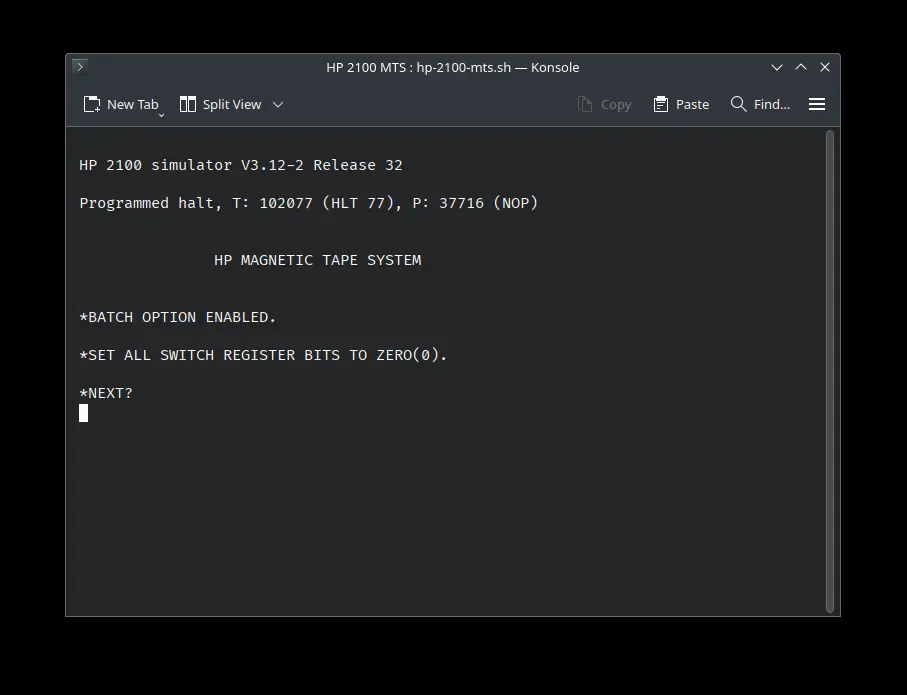 HP 2100 MTS : hp-2100-mts.sh — Konsole
New Tab Split View Copy Paste Find...
HP 2100 simulator V3.12-2 Release 32
Programmed halt, T: 102077 (HLT 77), P: 37716 (NOP)
HP MAGNETIC TAPE SYSTEM
*BATCH OPTION ENABLED.
*SET ALL SWITCH REGISTER BITS TO ZERO(0).
*NEXT?